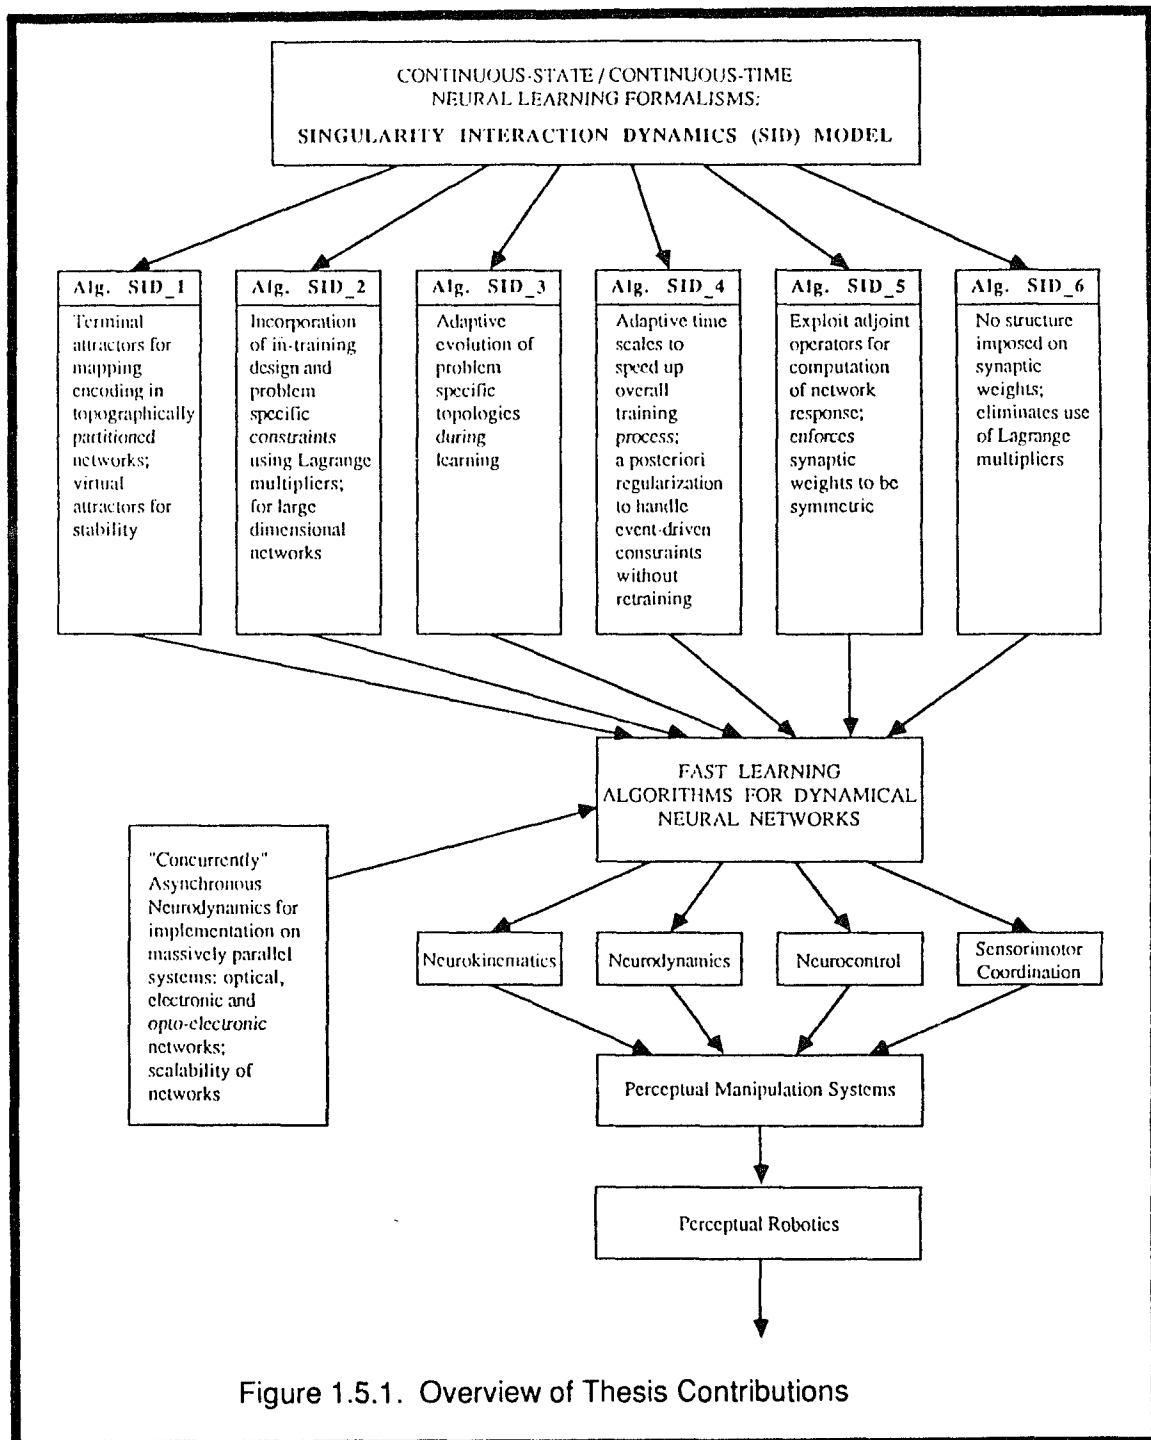 CONTINUOUS-STATE / CONTINUOUS-TIME
NEURAL LEARNING FORMALISMS:
SINGULARITY INTERACTION DYNAMICS (SID) MODEL
Alg. SID_1
Terminal
attractors for
mapping
encoding in
topographically
partitioned
networks;
virtual
attractors for
stability
Alg. SID_2
Incorporation
of in-training
design and
problem
specific
constraints
using Lagrange
multipliers;
for large
dimensional
networks
Alg. SID_3
Adaptive
evolution of
problem
specific
topologies
during
learning
Alg. SID_4
Adaptive time
scales to
speed up
overall
training
process;
a posteriori
regularization
to handle
event-driven
constraints
without
retraining
Alg. SID_5
Exploit adjoint
operators for
computation
of network
response;
enforces
synaptic
weights to be
symmetric
Alg. SID_6
No structure
imposed on
synaptic
weights;
eliminates use
of Lagrange
multipliers
FAST LEARNING
ALGORITHMS FOR DYNAMICAL
NEURAL NETWORKS
"Concurrently"
Asynchronous
Neurodynamics for
implementation on
massively parallel
systems: optical,
electronic and
opto-electronic
networks;
scalability of
networks
Neurokinematics
Neurodynamics
Neurocontrol
Sensorimotor
Coordination
Perceptual Manipulation Systems
Perceptual Robotics
Figure 1.5.1. Overview of Thesis Contributions